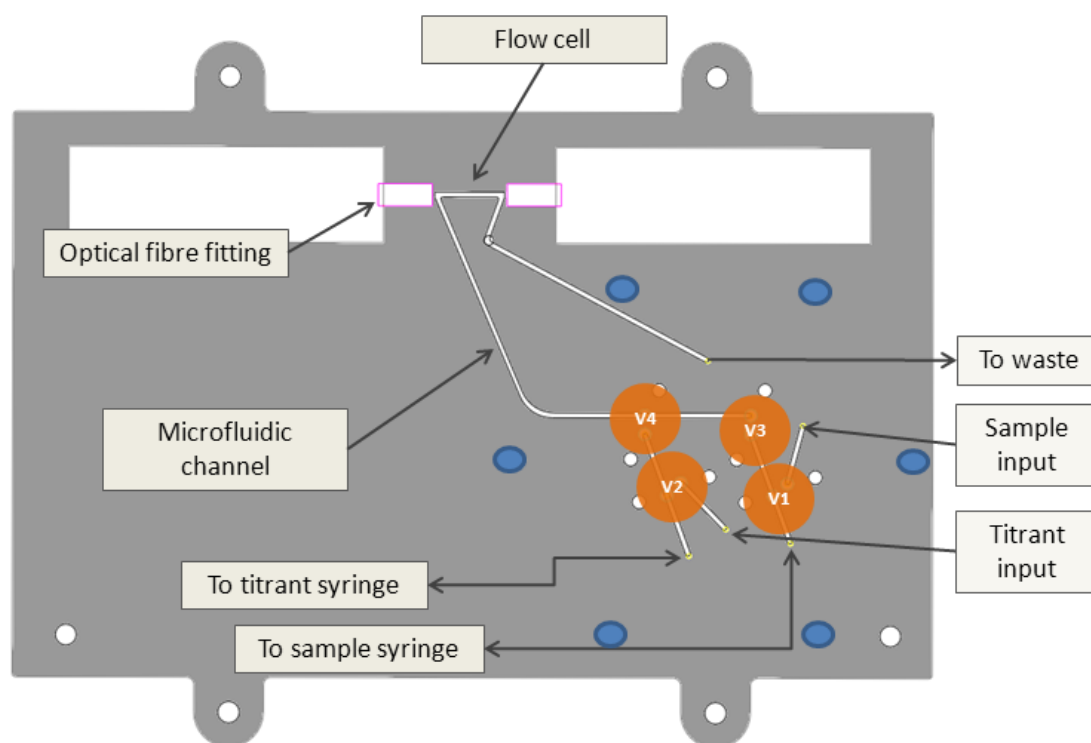 Flow cell
Optical fibre fitting
To waste
Microfluidic
channel
V4
V3
Sample
input
V2
V1
Titrant
input
To titrant syringe
To sample syringe